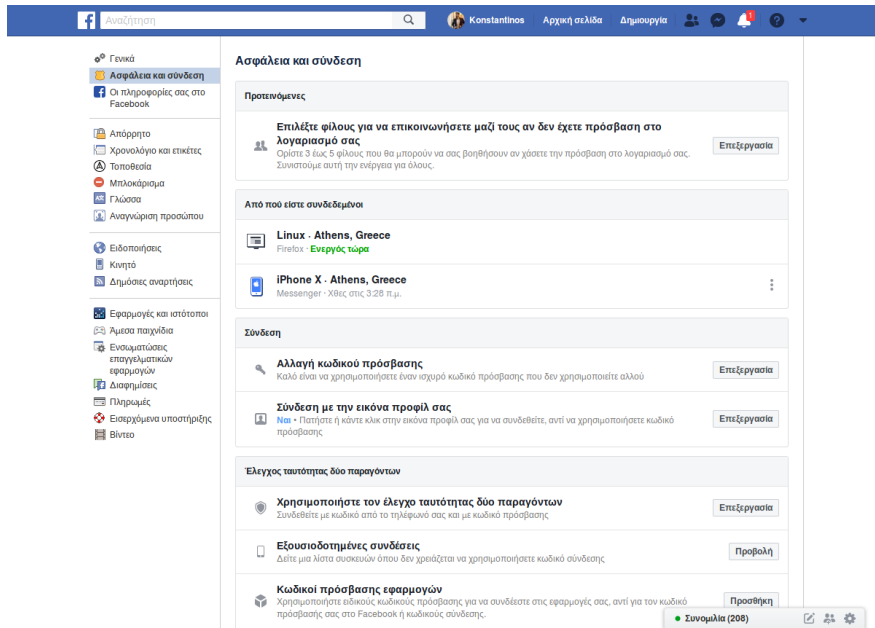 Αναζήτηση
Konstantinos Αρχική σελίδα Δημιουργία 1
Γενικά
Ασφάλεια και σύνδεση
Οι πληροφορίες σας στο
Facebook
Απόρρητο
Χρονολόγιο και ετικέτες
Τοποθεσία
Μπλοκάρισμα
Γλώσσα
Αναγνώριση προσώπου
Ειδοποιήσεις
Κινητό
Δημόσιες αναρτήσεις
Εφαρμογές και ιστότοποι
Άμεσα παιχνίδια
Ενσωματώσεις
επαγγελματικών
εφαρμογών
Διαφημίσεις
Πληρωμές
Εισερχόμενα υποστήριξης
Βίντεο
Ασφάλεια και σύνδεση
Προτεινόμενες
Επιλέξτε φίλους για να επικοινωνήσετε μαζί τους αν δεν έχετε πρόσβαση στο
λογαριασμό σας
Ορίστε 3 έως 5 φίλους που θα μπορούν να σας βοηθήσουν αν χάσετε την πρόσβαση στο λογαριασμό σας.
Συνιστούμε αυτή την ενέργεια για όλους.
Επεξεργασία
Από πού είστε συνδεδεμένοι
Linux · Athens, Greece
Firefox · Ενεργός τώρα
iPhone X · Athens, Greece
Messenger · Χθες στις 3:28 π.μ.
Σύνδεση
Αλλαγή κωδικού πρόσβασης
Καλό είναι να χρησιμοποιήσετε έναν ισχυρό κωδικό πρόσβασης που δεν χρησιμοποιείτε αλλού
Επεξεργασία
Σύνδεση με την εικόνα προφίλ σας
Ναι • Πατήστε ή κάντε κλικ στην εικόνα προφίλ σας για να συνδεθείτε, αντί να χρησιμοποιήσετε κωδικό
πρόσβασης
Επεξεργασία
Έλεγχος ταυτότητας δύο παραγόντων
Χρησιμοποιήστε τον έλεγχο ταυτότητας δύο παραγόντων
Συνδεθείτε με κωδικό από το τηλέφωνό σας και με κωδικό πρόσβασης
Επεξεργασία
Εξουσιοδοτημένες συνδέσεις
Δείτε μια λίστα συσκευών όπου δεν χρειάζεται να χρησιμοποιήσετε κωδικό σύνδεσης
Προβολή
Κωδικοί πρόσβασης εφαρμογών
Χρησιμοποιήστε ειδικούς κωδικούς πρόσβασης για να συνδέεστε στις εφαρμογές σας, αντί για τον κωδικό
πρόσβασής σας στο Facebook ή κωδικούς σύνδεσης.
Προσθήκη
Συνομιλία (208)